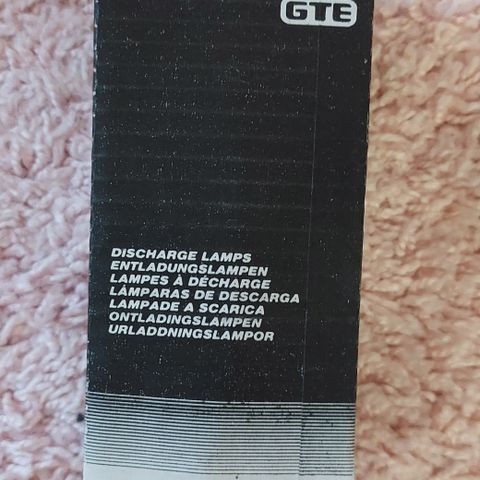 GTE
DISCHARGE LAMPS
ENTLADUNGSLAMPEN
LAMPES À DÉCHARGE
LÁMPARAS DE DESCARGA
LAMPADE A SCARICA
ONTLADINGSLAMPEN
URLADDNINGSLAMPOR